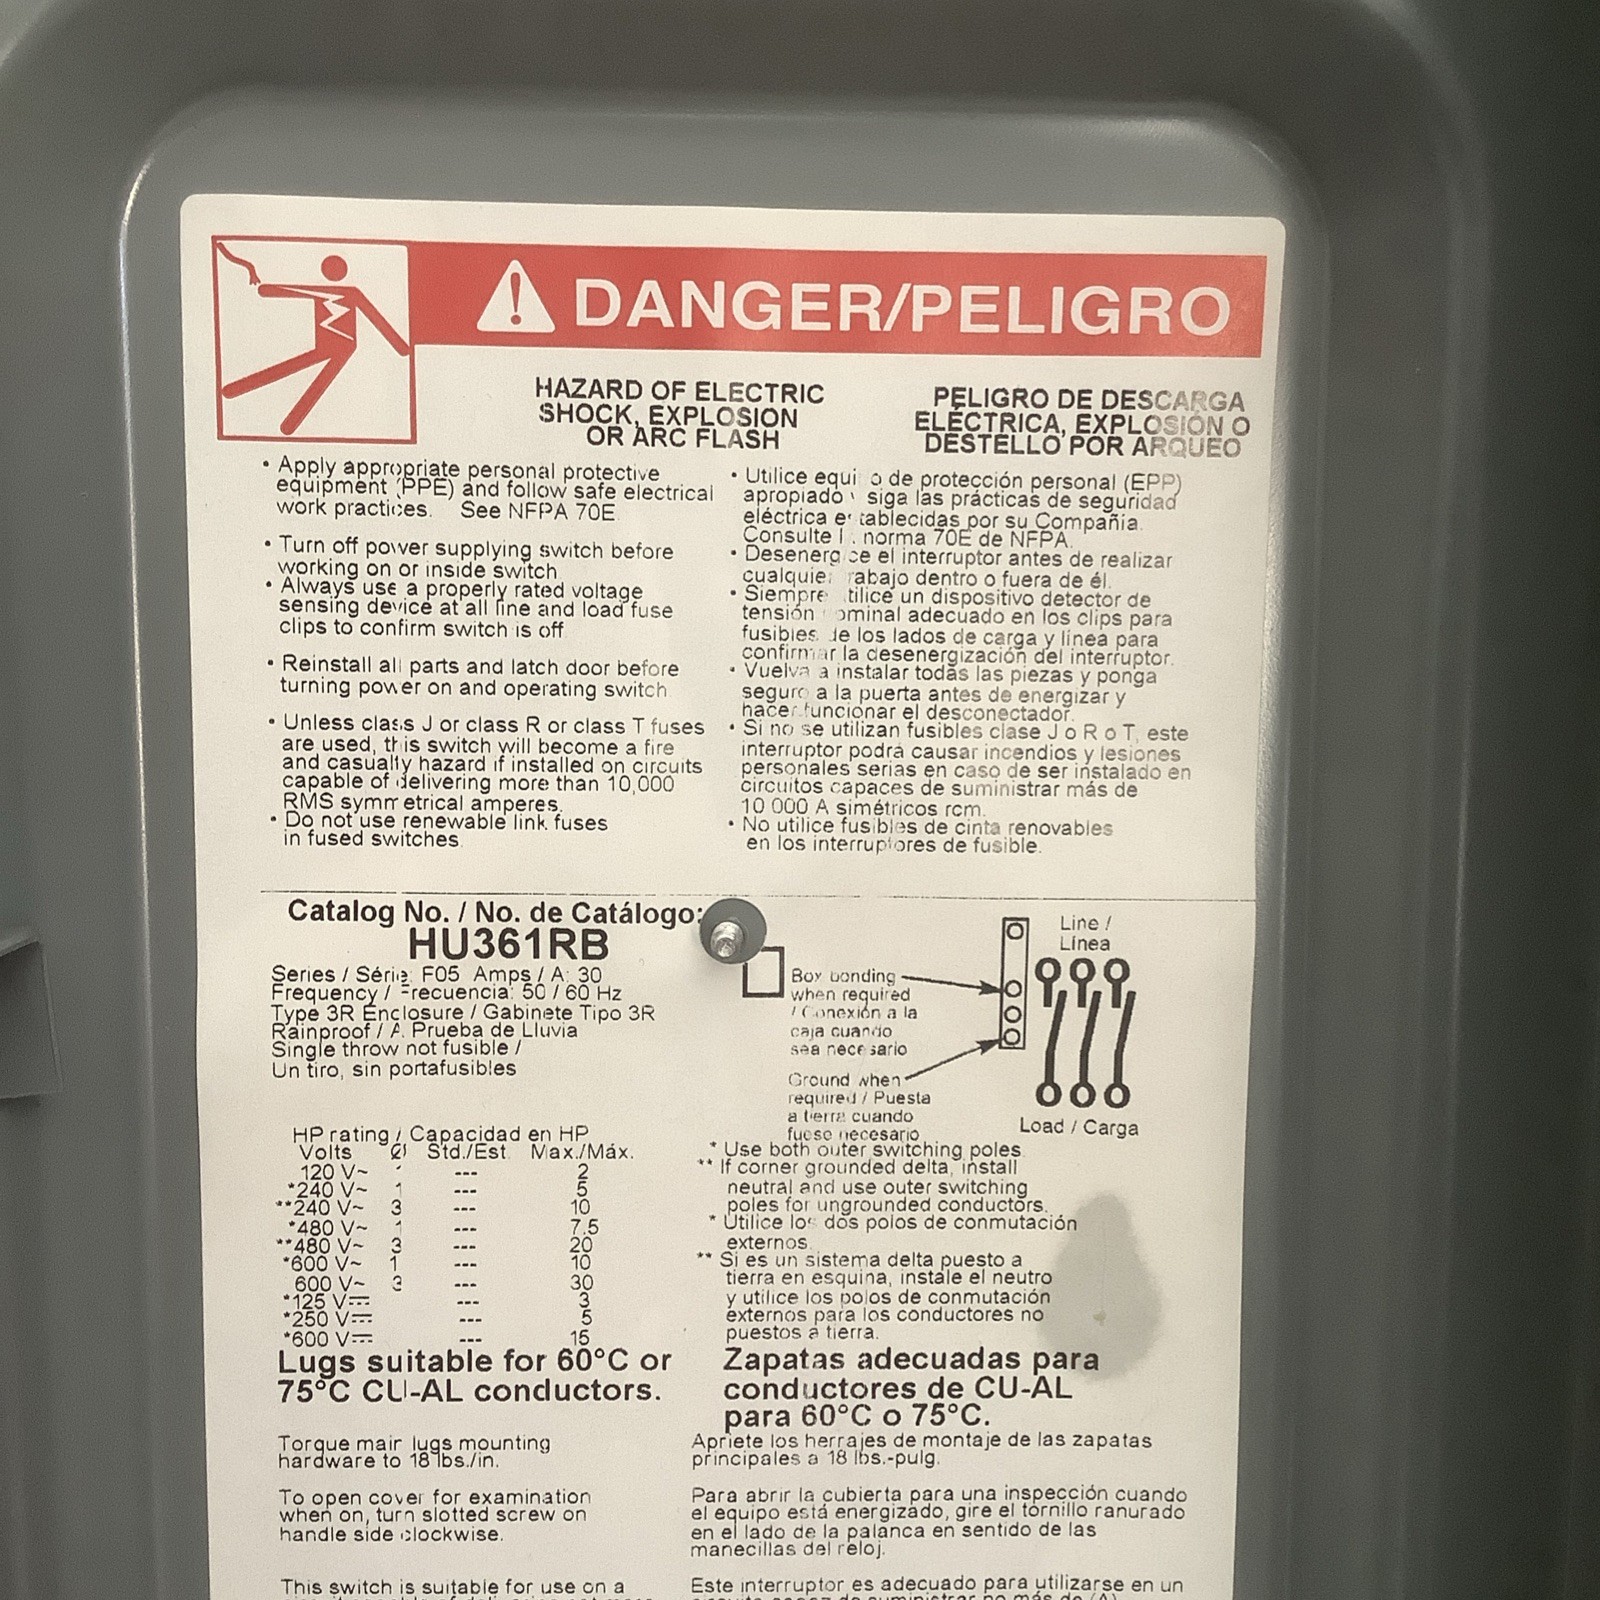 DANGER/PELIGRO
HAZARD OF ELECTRIC
SHOCK, EXPLOSION
OR ARC FLASH
• Apply appropriate personal protective
equipment (PPE) and follow safe electrical
work practices. See NFPA 70E
• Turn off power supplying switch before
working on or inside switch
• Always use a properly rated voltage
sensing device at all line and load fuse
clips to confirm switch is off
• Reinstall all parts and latch door before
turning power on and operating switch
• Unless class J or class R or class T fuses
are used, this switch will become a fire
and casualty hazard if installed on circuits
capable of delivering more than 10,000
RMS symmetrical amperes.
• Do not use renewable link fuses
in fused switches.
PELIGRO DE DESCARGA
ELÉCTRICA, EXPLOSIÓN O
DESTELLO POR ARQUEO
• Utilice equi o de protección personal (EPP)
apropiado siga las prácticas de seguridad
eléctrica e tablecidas por su Compañia.
Consulte l . norma 70E de NFPA.
• Desenerg ce el interruptor antes de realizar
cualquie rabajo dentro o fuera de él.
• Siempre tilice un dispositivo detector de
tensión ominal adecuado en los clips para
fusibles de los lados de carga y línea para
confirmar la desenergización del interruptor.
• Vuelva a instalar todas las piezas y ponga
seguro a la puerta antes de energizar y
hacer funcionar el desconectador.
• Si no se utilizan fusibles clase J o R o T, este
interruptor podrá causar incendios y lesiones
personales serias en caso de ser instalado en
circuitos capaces de suministrar más de
10 000 A simétricos rcm.
• No utilice fusibles de cinta renovables
en los interruptores de fusible.
Catalog No. / No. de Catálogo:
HU361RB
Series / Série: F05 Amps / A: 30
Frequency / Frecuencia: 50 / 60 Hz
Type 3R Enclosure / Gabinete Tipo 3R
Rainproof / A Prueba de Lluvia
Single throw not fusible /
Un tiro, sin portafusibles
Box bonding
when required
/ Conexión a la
caja cuando
sea necesario
Ground when
required / Puesta
a tierra cuando
fuese necesario
Line /
Línea
Load / Carga
HP rating / Capacidad en HP
Volts Ø Std./Est. Max./Máx.
120 V~ 1 --- 2
*240 V~ 1 --- 5
**240 V~ 3 --- 10
*480 V~ 1 --- 7.5
**480 V~ 3 --- 20
*600 V~ 1 --- 10
600 V~ 3 --- 30
*125 V⎓ --- 3
*250 V⎓ --- 5
*600 V⎓ --- 15
* Use both outer switching poles
** If corner grounded delta, install
neutral and use outer switching
poles for ungrounded conductors.
* Utilice los dos polos de conmutación
externos.
** Si es un sistema delta puesto a
tierra en esquina, instale el neutro
y utilice los polos de conmutación
externos para los conductores no
puestos a tierra.
Lugs suitable for 60°C or
75°C CU-AL conductors.
Torque main lugs mounting
hardware to 18 lbs./in.
To open cover for examination
when on, turn slotted screw on
handle side clockwise.
This switch is suitable for use on a
Zapatas adecuadas para
conductores de CU-AL
para 60°C o 75°C.
Apriete los herrajes de montaje de las zapatas
principales a 18 lbs.-pulg.
Para abrir la cubierta para una inspección cuando
el equipo está energizado, gire el tornillo ranurado
en el lado de la palanca en sentido de las
manecillas del reloj.
Este interruptor es adecuado para utilizarse en un